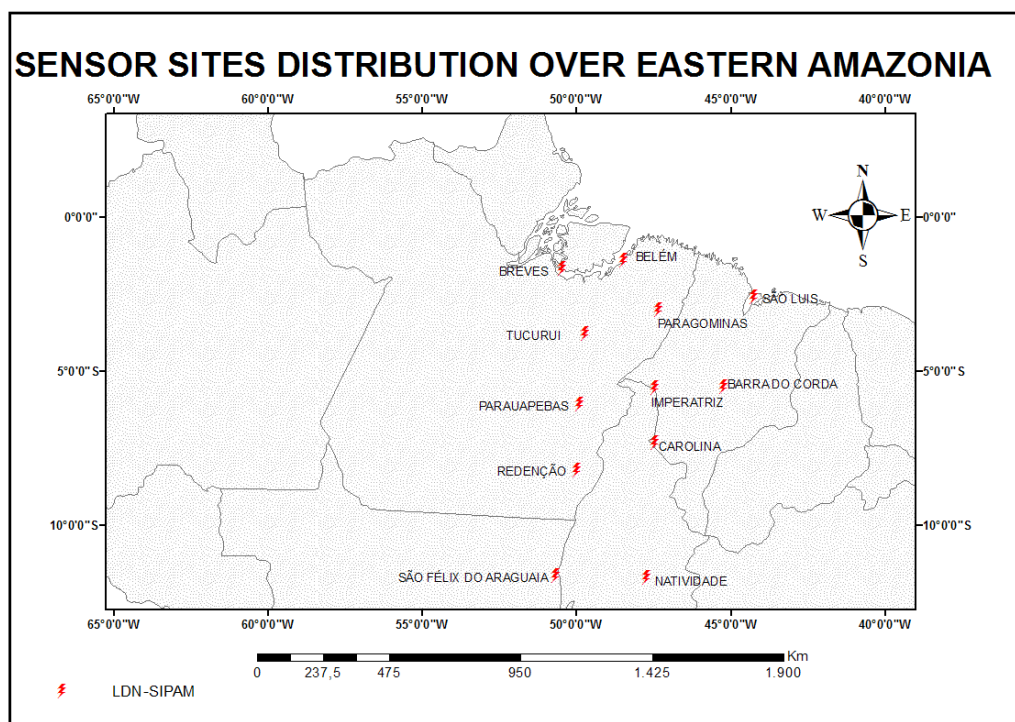 SENSOR SITES DISTRIBUTION OVER EASTERN AMAZONIA
65°0'0"W 60°0'0"W 55°0'0"W 50°0'0"W 45°0'0"W 40°0'0"W
N
W E
S
0°0'0" 0°0'0"
BELÉM
BREVES
SÃO LUIS
PARAGOMINAS
TUCURUI
5°0'0"S 5°0'0"S
BARRA DO CORDA
IMPERATRIZ
PARAUAPEBAS
CAROLINA
REDENÇÃO
10°0'0"S 10°0'0"S
SÃO FÉLIX DO ARAGUAIA
NATIVIDADE
65°0'0"W 60°0'0"W 55°0'0"W 50°0'0"W 45°0'0"W 40°0'0"W
Km
0 237,5 475 950 1.425 1.900
LDN-SIPAM